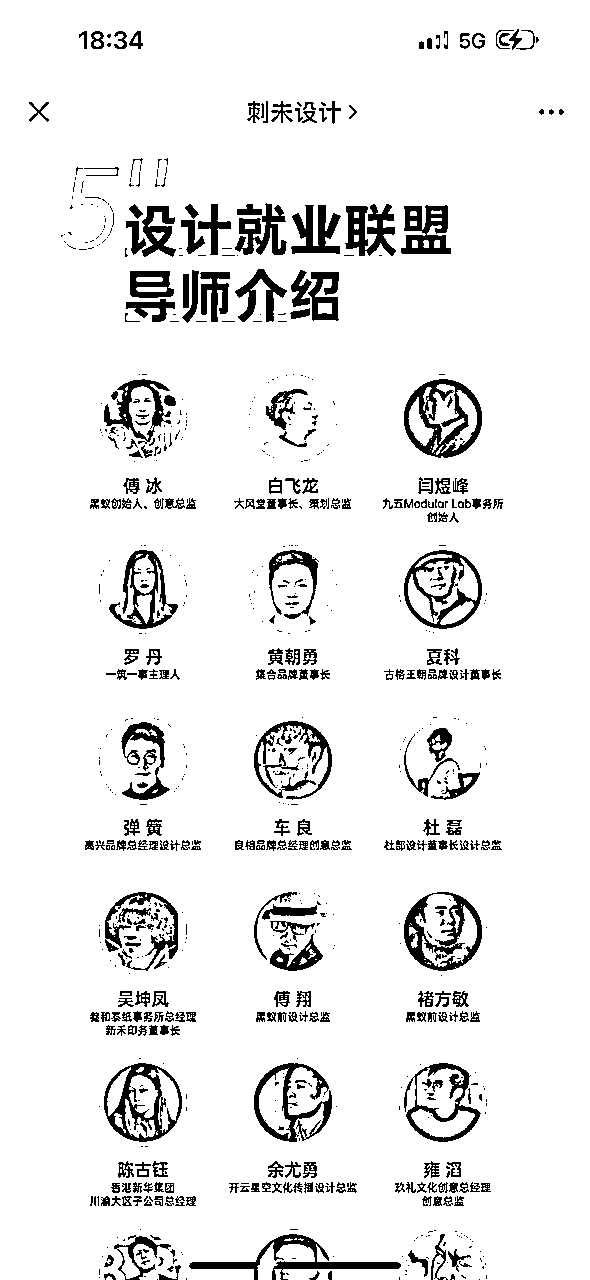 18:34
5G
刺未设计
5"
设计就业联盟
导师介绍
傅 冰
黑蚁创始人、创意总监
白飞龙
大风堂董事长、策划总监
闫煜峰
九五Modular Lab事务所
创始人
罗 丹
一筑一事主理人
黄朝勇
集合品牌董事长
夏科
古格王朝品牌设计董事长
弹 簧
高兴品牌总经理设计总监
车 良
良相品牌总经理创意总监
杜 磊
杜部设计董事长设计总监
吴坤凤
新禾印务董事长
傅 翔
黑蚁前设计总监
褚方敏
黑蚁前设计总监
陈古钰
香港新华集团
川渝大区子公司总经理
余尤勇
开云星空文化传播设计总监
雍 滔
玖礼文化创意总经理
创意总监